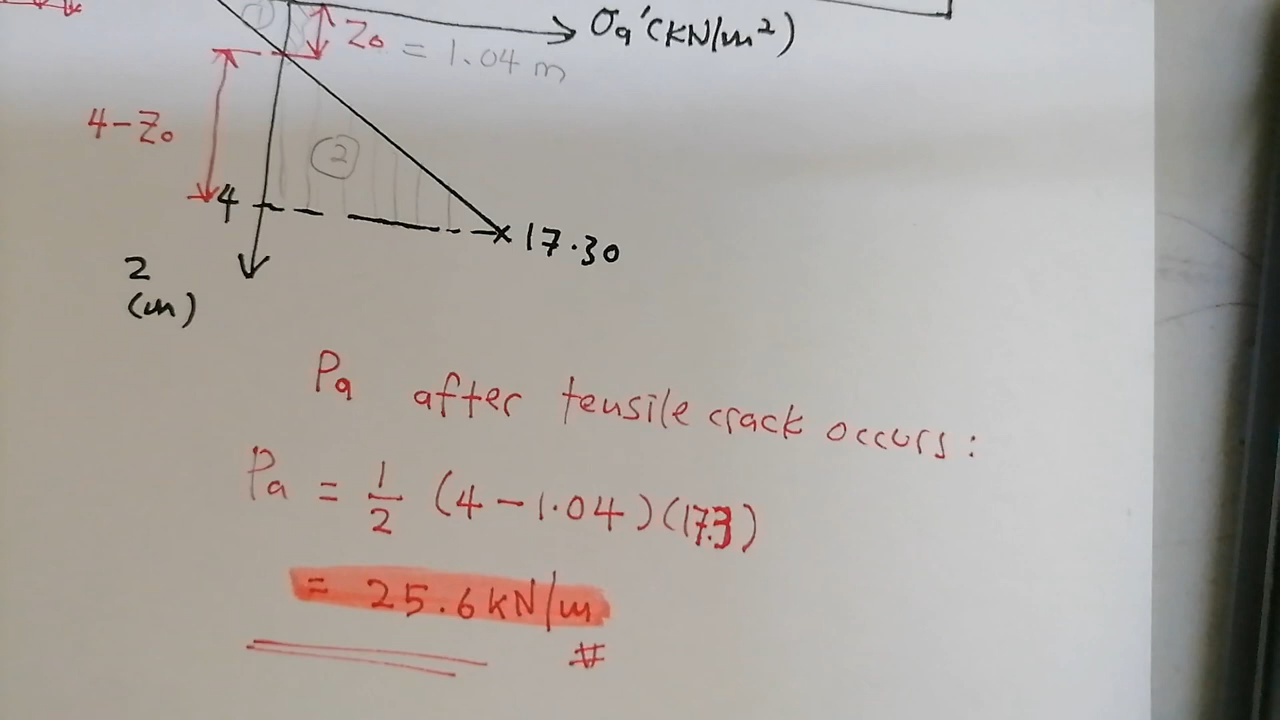 1
Z₀ = 1.04 m
σa'(KN/m²)
4-Z₀
2
4
17.30
z
(m)
Pa after tensile crack occurs:
Pa = 1/2 (4-1.04)(17.3)
= 25.6 kN/m
#